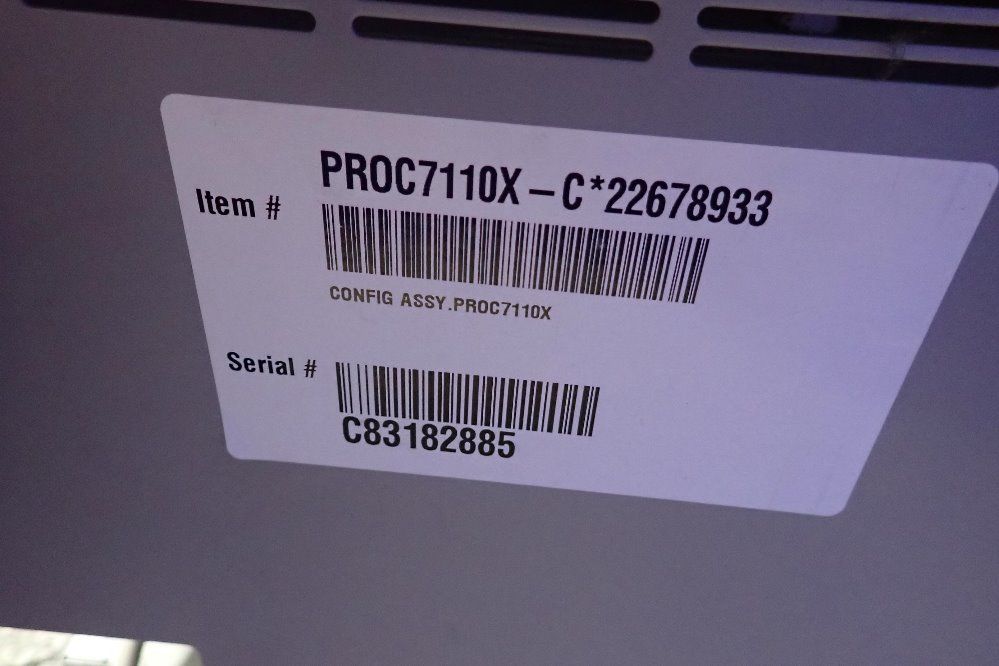 PROC7110X – C*22678933
Item #
CONFIG ASSY.PROC7110X
Serial #
C83182885